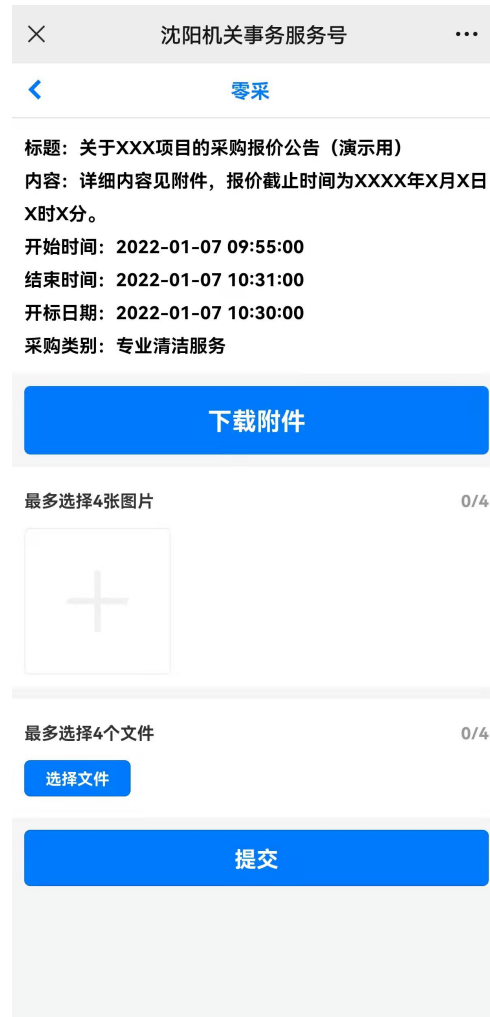 沈阳机关事务服务号
零采
标题：关于XXX项目的采购报价公告（演示用）
内容：详细内容见附件，报价截止时间为XXXX年X月X日
X时X分。
开始时间：2022-01-07 09:55:00
结束时间：2022-01-07 10:31:00
开标日期：2022-01-07 10:30:00
采购类别：专业清洁服务
下载附件
最多选择4张图片 0/4
最多选择4个文件 0/4
选择文件
提交